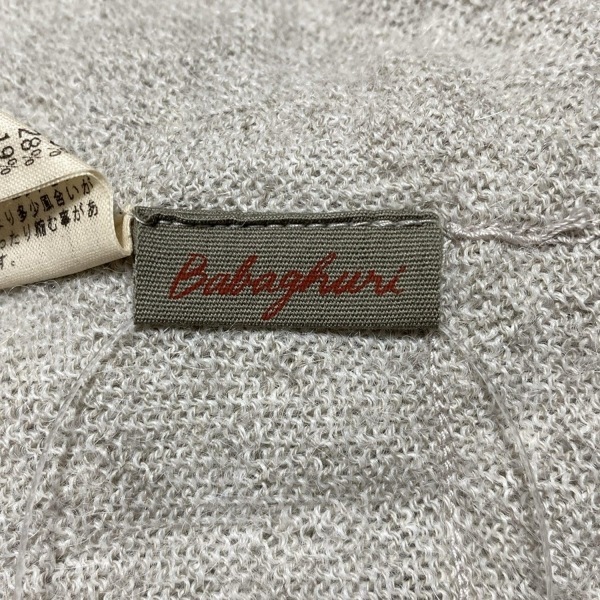 28%
19%
り多少風合いが
ったり縮む事があ
す。
Babaghuri